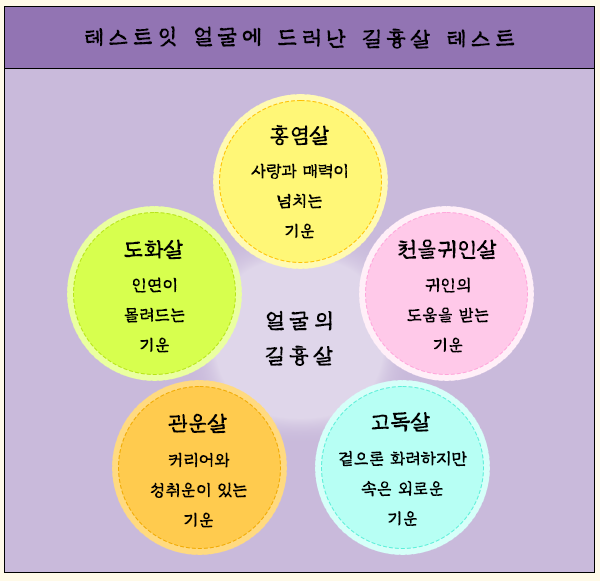 테스트잇 얼굴에 드러난 길흉살 테스트
홍염살
사랑과 매력이
넘치는
기운
도화살
인연이
몰려드는
기운
천을귀인살
귀인의
도움을 받는
기운
얼굴의
길흉살
관운살
커리어와
성취운이 있는
기운
고독살
겉으론 화려하지만
속은 외로운
기운